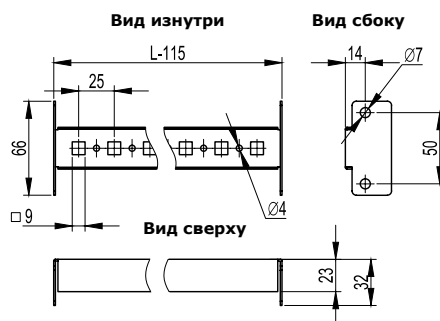 Вид изнутри
Вид сбоку
L-115
14
Ø7
25
66
50
□ 9
Ø4
Вид сверху
23
32